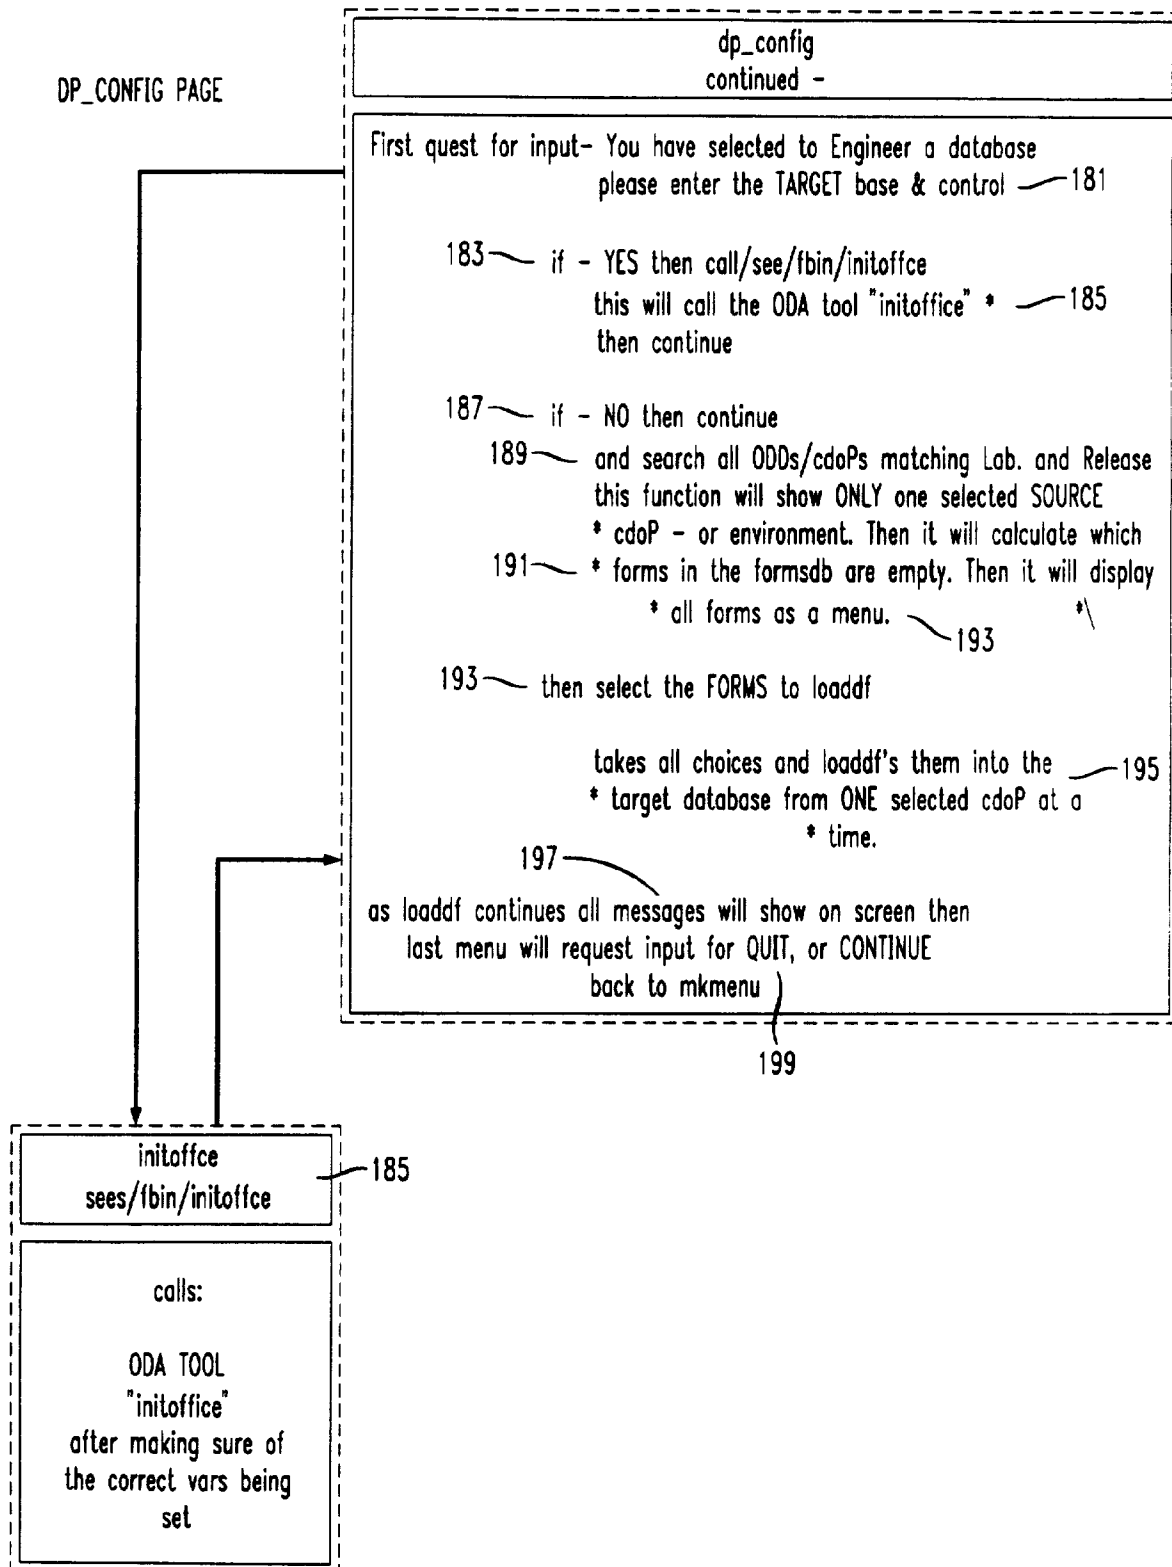 dp_config
continued -
DP_CONFIG PAGE
First quest for input- You have selected to Engineer a database
please enter the TARGET base & control 181
183 if - YES then call/see/fbin/initoffce
this will call the ODA tool "initoffice" * 185
then continue
187 if - NO then continue
189 and search all ODDs/cdoPs matching Lab. and Release
this function will show ONLY one selected SOURCE
* cdoP - or environment. Then it will calculate which
191 * forms in the formsdb are empty. Then it will display
* all forms as a menu. 193 *\
193 then select the FORMS to loaddf
takes all choices and loaddf's them into the 195
* target database from ONE selected cdoP at a
* time.
197
as loaddf continues all messages will show on screen then
last menu will request input for QUIT, or CONTINUE
back to mkmenu
199
initoffce
sees/fbin/initoffce 185
calls:
ODA TOOL
"initoffice"
after making sure of
the correct vars being
set